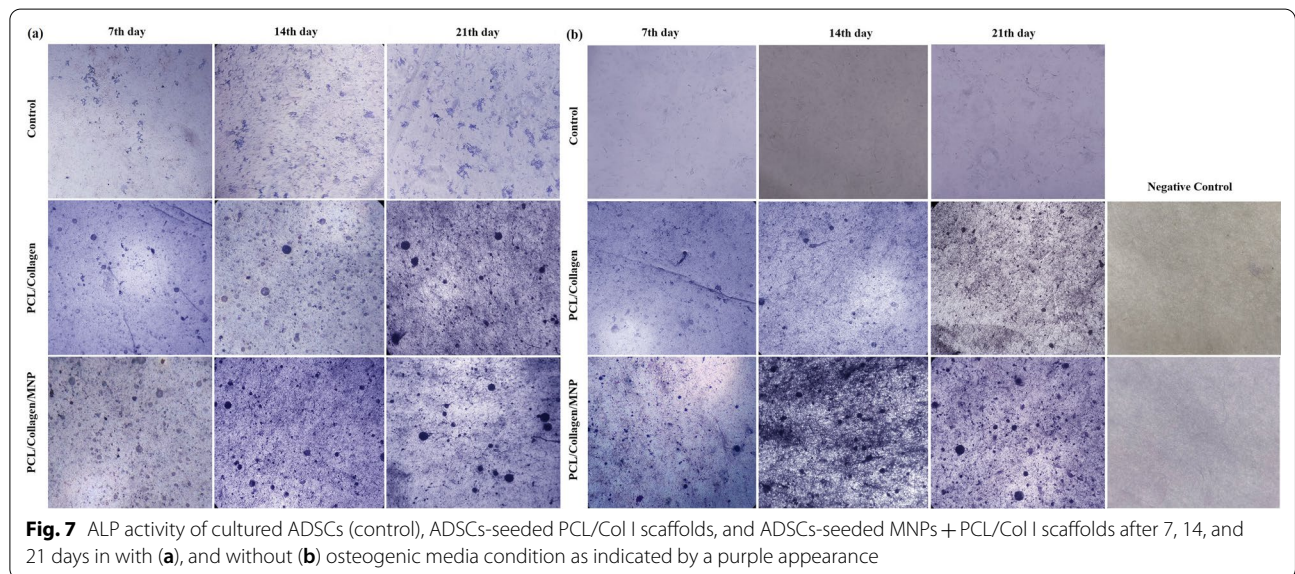 (a)
7th day
14th day
21th day
(b)
7th day
14th day
21th day
Control
Control
Negative Control
PCL/Collagen
PCL/Collagen
PCL/Collagen/MNP
PCL/Collagen/MNP
Fig. 7 ALP activity of cultured ADSCs (control), ADSCs-seeded PCL/Col I scaffolds, and ADSCs-seeded MNPs + PCL/Col I scaffolds after 7, 14, and
21 days in with (a), and without (b) osteogenic media condition as indicated by a purple appearance